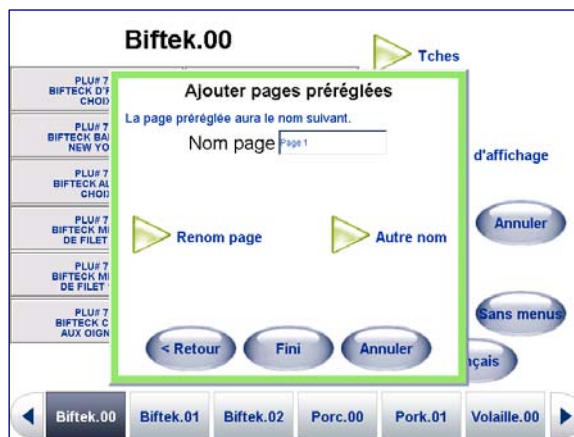 Biftek.00
Tches
PLU# 7
BIFTECK D'F
CHOIX
PLU# 7
BIFTECK BA
NEW YO
PLU# 7
BIFTECK AL
CHOIX
PLU# 7
BIFTECK MI
DE FILET
PLU# 7
BIFTECK MI
DE FILET
PLU# 7
BIFTECK C
AUX OIGN
Ajouter pages préréglées
La page préréglée aura le nom suivant.
Nom page Page 1
Renom page
Autre nom
< Retour
Fini
Annuler
d'affichage
Annuler
Sans menus
nçais
Biftek.00
Biftek.01
Biftek.02
Porc.00
Pork.01
Volaille.00